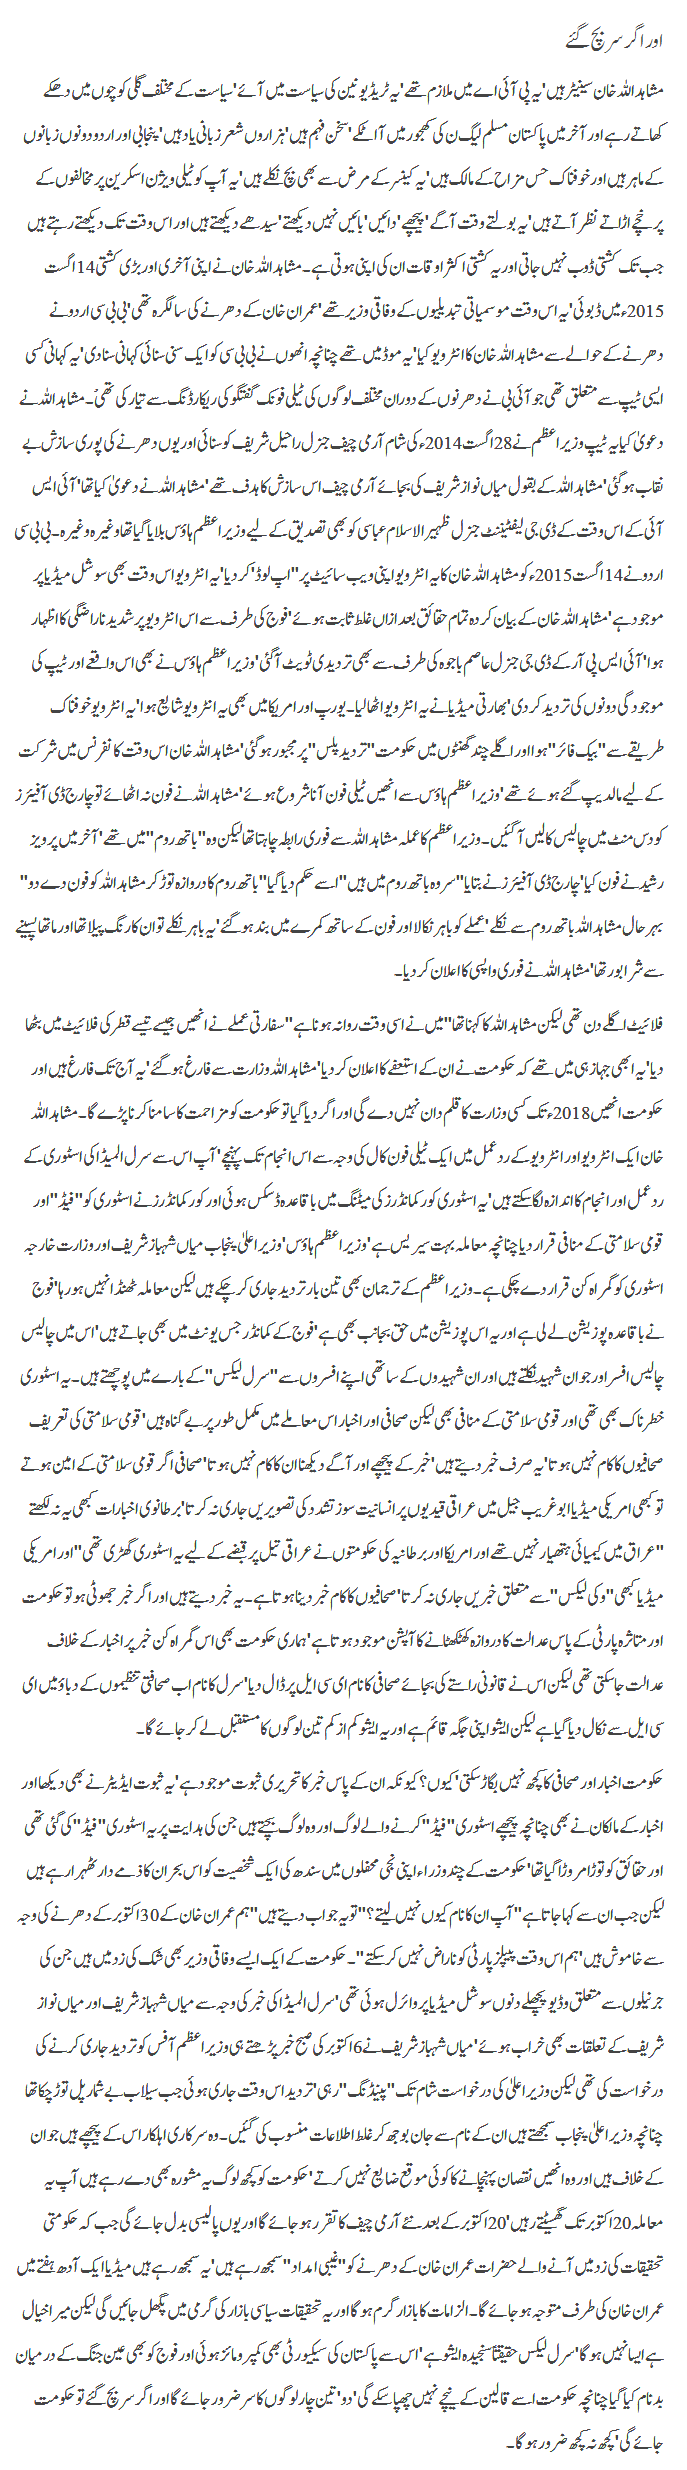 اور اگر سر بچ گئے
مشاہد اللہ خان سینیٹر ہیں'یہ پی آئی اے میں ملازم تھے'یہ ٹریڈ یونین کی سیاست میں آئے'سیاست کے مختلف گلی کوچوں میں دھکے
کھاتے رہے اور آخر میں پاکستان مسلم لیگ ن کی کھجور میں آ اٹکے'سخن فہم ہیں'ہزاروں شعر زبانی یاد ہیں'پنجابی اور اردو دونوں زبانوں
کے ماہر ہیں اور خوفناک حس مزاح کے مالک ہیں'یہ کینسر کے مرض سے بھی بچ نکلے ہیں'یہ آپ کو ٹیلی ویژن اسکرین پر مخالفوں کے
پرخچے اڑاتے نظر آتے ہیں'یہ بولتے وقت آگے'پیچھے'دائیں'بائیں نہیں دیکھتے'سیدھے دیکھتے ہیں اور اس وقت تک دیکھتے رہتے ہیں
جب تک کشتی ڈوب نہیں جاتی اور یہ کشتی اکثر اوقات ان کی اپنی ہوتی ہے۔ مشاہد اللہ خان نے اپنی آخری اور بڑی کشتی 14 اگست
2015ء میں ڈبوئی'یہ اس وقت موسمیاتی تبدیلیوں کے وفاقی وزیر تھے'عمران خان کے دھرنے کی سالگرہ تھی'بی بی سی اردو نے
دھرنے کے حوالے سے مشاہد اللہ خان کا انٹرویو کیا'یہ موڈ میں تھے چنانچہ انھوں نے بی بی سی کو ایک سنی سنائی کہانی سنا دی'یہ کہانی کسی
ایسی ٹیپ سے متعلق تھی جو آئی بی نے دھرنوں کے دوران مختلف لوگوں کی ٹیلی فونک گفتگو کی ریکارڈنگ سے تیار کی تھی۔ مشاہد اللہ نے
دعویٰ کیا یہ ٹیپ وزیراعظم نے 28 اگست 2014ء کی شام آرمی چیف جنرل راحیل شریف کو سنائی اور یوں دھرنے کی پوری سازش بے
نقاب ہو گئی'مشاہد اللہ کے بقول میاں نواز شریف کی بجائے آرمی چیف اس سازش کا ہدف تھے'مشاہد اللہ نے دعویٰ کیا تھا'آئی ایس
آئی کے اس وقت کے ڈی جی لیفٹیننٹ جنرل ظہیر الاسلام عباسی کو بھی تصدیق کے لیے وزیراعظم ہاؤس بلایا گیا تھا وغیرہ وغیرہ۔ بی بی سی
اردو نے 14 اگست 2015ء کو مشاہد اللہ خان کا یہ انٹرویو اپنی ویب سائیٹ پر "اپ لوڈ" کر دیا'یہ انٹرویو اس وقت بھی سوشل میڈیا پر
موجود ہے'مشاہد اللہ خان کے بیان کردہ تمام حقائق بعد ازاں غلط ثابت ہوئے'فوج کی طرف سے اس انٹرویو پر شدید ناراضگی کا اظہار
ہوا'آئی ایس پی آر کے ڈی جی جنرل عاصم باجوہ کی طرف سے بھی تردیدی ٹویٹ آ گئی'وزیراعظم ہاؤس نے بھی اس واقعے اور ٹیپ کی
موجودگی دونوں کی تردید کر دی'بھارتی میڈیا نے یہ انٹرویو اٹھا لیا۔ یورپ اور امریکا میں بھی یہ انٹرویو شایع ہوا'یہ انٹرویو خوفناک
طریقے سے "بیک فائر" ہوا اور اگلے چند گھنٹوں میں حکومت "تردید پلس" پر مجبور ہو گئی'مشاہد اللہ خان اس وقت کانفرنس میں شرکت
کے لیے مالدیپ گئے ہوئے تھے'وزیراعظم ہاؤس سے انھیں ٹیلی فون آنا شروع ہوئے'مشاہد اللہ نے فون نہ اٹھائے تو چارج ڈی آفیئرز
کو دس منٹ میں چالیس کالیں آ گئیں۔ وزیراعظم کا عملہ مشاہد اللہ سے فوری رابطہ چاہتا تھا لیکن وہ "باتھ روم" میں تھے'آخر میں پرویز
رشید نے فون کیا'چارج ڈی آفیئرز نے بتایا"سر وہ باتھ روم میں ہیں" اسے حکم دیا گیا"باتھ روم کا دروازہ توڑ کر مشاہد اللہ کو فون دے دو"
بہرحال مشاہد اللہ باتھ روم سے نکلے'عملے کو باہر نکالا اور فون کے ساتھ کمرے میں بند ہو گئے'یہ باہر نکلے تو ان کا رنگ پیلا تھا اور ماتھا پسینے
سے شرابور تھا'مشاہد اللہ نے فوری واپسی کا اعلان کر دیا۔
فلائیٹ اگلے دن تھی لیکن مشاہد اللہ کا کہنا تھا"میں نے اسی وقت روانہ ہونا ہے"سفارتی عملے نے انھیں جیسے تیسے قطر کی فلائیٹ میں بٹھا
دیا'یہ ابھی جہاز ہی میں تھے کہ حکومت نے ان کے استعفے کا اعلان کر دیا'مشاہد اللہ وزارت سے فارغ ہو گئے'یہ آج تک فارغ ہیں اور
حکومت انھیں 2018ء تک کسی وزارت کا قلم دان نہیں دے گی اور اگر دیا گیا تو حکومت کو مزاحمت کا سامنا کرنا پڑے گا۔ مشاہد اللہ
خان ایک انٹرویو اور انٹرویو کے ردعمل میں ایک ٹیلی فون کال کی وجہ سے اس انجام تک پہنچے'آپ اس سے سرل المیڈا کی اسٹوری کے
ردعمل اور انجام کا اندازہ لگا سکتے ہیں'یہ اسٹوری کور کمانڈرز کی میٹنگ میں باقاعدہ ڈسکس ہوئی اور کور کمانڈرز نے اسٹوری کو "فیڈ" اور
قومی سلامتی کے منافی قرار دیا چنانچہ معاملہ بہت سیریس ہے'وزیراعظم ہاؤس'وزیراعلیٰ پنجاب میاں شہباز شریف اور وزارت خارجہ
اسٹوری کو گمراہ کن قرار دے چکی ہے۔ وزیراعظم کے ترجمان بھی تین بار تردید جاری کر چکے ہیں لیکن معاملہ ٹھنڈا نہیں ہو رہا'فوج
نے باقاعدہ پوزیشن لے لی ہے اور یہ اس پوزیشن میں حق بجانب بھی ہے'فوج کے کمانڈر جس یونٹ میں بھی جاتے ہیں'اس میں چالیس
چالیس افسر اور جوان شہید نکلتے ہیں اور ان شہیدوں کے ساتھی اپنے افسروں سے "سرل لیکس" کے بارے میں پوچھتے ہیں۔ یہ اسٹوری
خطرناک بھی تھی اور قومی سلامتی کے منافی بھی لیکن صحافی اور اخبار اس معاملے میں مکمل طور پر بے گناہ ہیں'قومی سلامتی کی تعریف
صحافیوں کا کام نہیں ہوتا'یہ صرف خبر دیتے ہیں'خبر کے پیچھے اور آگے دیکھنا ان کا کام نہیں ہوتا'صحافی اگر قومی سلامتی کے امین ہوتے
تو کبھی امریکی میڈیا ابوغریب جیل میں عراقی قیدیوں پر انسانیت سوز تشدد کی تصویریں جاری نہ کرتا'برطانوی اخبارات کبھی یہ نہ لکھتے
"عراق میں کیمیائی ہتھیار نہیں تھے اور امریکا اور برطانیہ کی حکومتوں نے عراقی تیل پر قبضے کے لیے یہ اسٹوری گھڑی تھی" اور امریکی
میڈیا کبھی "وکی لیکس" سے متعلق خبریں جاری نہ کرتا'صحافیوں کا کام خبر دینا ہوتا ہے۔ یہ خبر دیتے ہیں اور اگر خبر جھوٹی ہو تو حکومت
اور متاثرہ پارٹی کے پاس عدالت کا دروازہ کھٹکھٹانے کا آپشن موجود ہوتا ہے'ہماری حکومت بھی اس گمراہ کن خبر پر اخبار کے خلاف
عدالت جا سکتی تھی لیکن اس نے قانونی راستے کی بجائے صحافی کا نام ای سی ایل پر ڈال دیا'سرل کا نام اب صحافتی تنظیموں کے دباؤ میں ای
سی ایل سے نکال دیا گیا ہے لیکن ایشو اپنی جگہ قائم ہے اور یہ ایشو کم از کم تین لوگوں کا مستقبل لے کر جائے گا۔
حکومت اخبار اور صحافی کا کچھ نہیں بگاڑ سکتی'کیوں؟ کیونکہ ان کے پاس خبر کا تحریری ثبوت موجود ہے'یہ ثبوت ایڈیٹر نے بھی دیکھا اور
اخبار کے مالکان نے بھی چنانچہ پیچھے اسٹوری "فیڈ" کرنے والے لوگ اور وہ لوگ بچتے ہیں جن کی ہدایت پر یہ اسٹوری "فیڈ" کی گئی تھی
اور حقائق کو توڑا مروڑا گیا تھا'حکومت کے چند وزراء اپنی نجی محفلوں میں سندھ کی ایک شخصیت کو اس بحران کا ذمے دار ٹھہرا رہے ہیں
لیکن جب ان سے کہا جاتا ہے"آپ ان کا نام کیوں نہیں لیتے؟" تو یہ جواب دیتے ہیں"ہم عمران خان کے 30 اکتوبر کے دھرنے کی وجہ
سے خاموش ہیں'ہم اس وقت پیپلز پارٹی کو ناراض نہیں کر سکتے"۔ حکومت کے ایک ایسے وفاقی وزیر بھی شک کی زد میں ہیں جن کی
جرنیلوں سے متعلق وڈیو پچھلے دنوں سوشل میڈیا پر وائرل ہوئی تھی'سرل المیڈا کی خبر کی وجہ سے میاں شہباز شریف اور میاں نواز
شریف کے تعلقات بھی خراب ہوئے'میاں شہباز شریف نے 6 اکتوبر کی صبح خبر پڑھتے ہی وزیراعظم آفس کو تردید جاری کرنے کی
درخواست کی تھی لیکن وزیراعلیٰ کی درخواست شام تک "پینڈنگ" رہی'تردید اس وقت جاری ہوئی جب سیلاب بے شمار پل توڑ چکا تھا
چنانچہ وزیراعلیٰ پنجاب سمجھتے ہیں ان کے نام سے جان بوجھ کر غلط اطلاعات منسوب کی گئیں۔ وہ سرکاری اہلکار اس کے پیچھے ہیں جو ان
کے خلاف ہیں اور وہ انھیں نقصان پہنچانے کا کوئی موقع ضایع نہیں کرتے'حکومت کو کچھ لوگ یہ مشورہ بھی دے رہے ہیں آپ یہ
معاملہ 20 اکتوبر تک گھسیٹتے رہیں'20 اکتوبر کے بعد نئے آرمی چیف کا تقرر ہو جائے گا اور یوں پالیسی بدل جائے گی جب کہ حکومتی
تحقیقات کی زد میں آنے والے حضرات عمران خان کے دھرنے کو "غیبی امداد" سمجھ رہے ہیں'یہ سمجھ رہے ہیں میڈیا ایک آدھ ہفتے میں
عمران خان کی طرف متوجہ ہو جائے گا۔ الزامات کا بازار گرم ہو گا اور یہ تحقیقات سیاسی بازار کی گرمی میں پگھل جائیں گی لیکن میرا خیال
ہے ایسا نہیں ہو گا'سرل لیکس حقیقتاً سنجیدہ ایشو ہے'اس سے پاکستان کی سیکیورٹی بھی کمپرومائز ہوئی اور فوج کو بھی عین جنگ کے درمیان
بدنام کیا گیا چنانچہ حکومت اسے قالین کے نیچے نہیں چھپا سکے گی'دو'تین چار لوگوں کا سر ضرور جائے گا اور اگر سر بچ گئے تو حکومت
جائے گی'کچھ نہ کچھ ضرور ہو گا۔